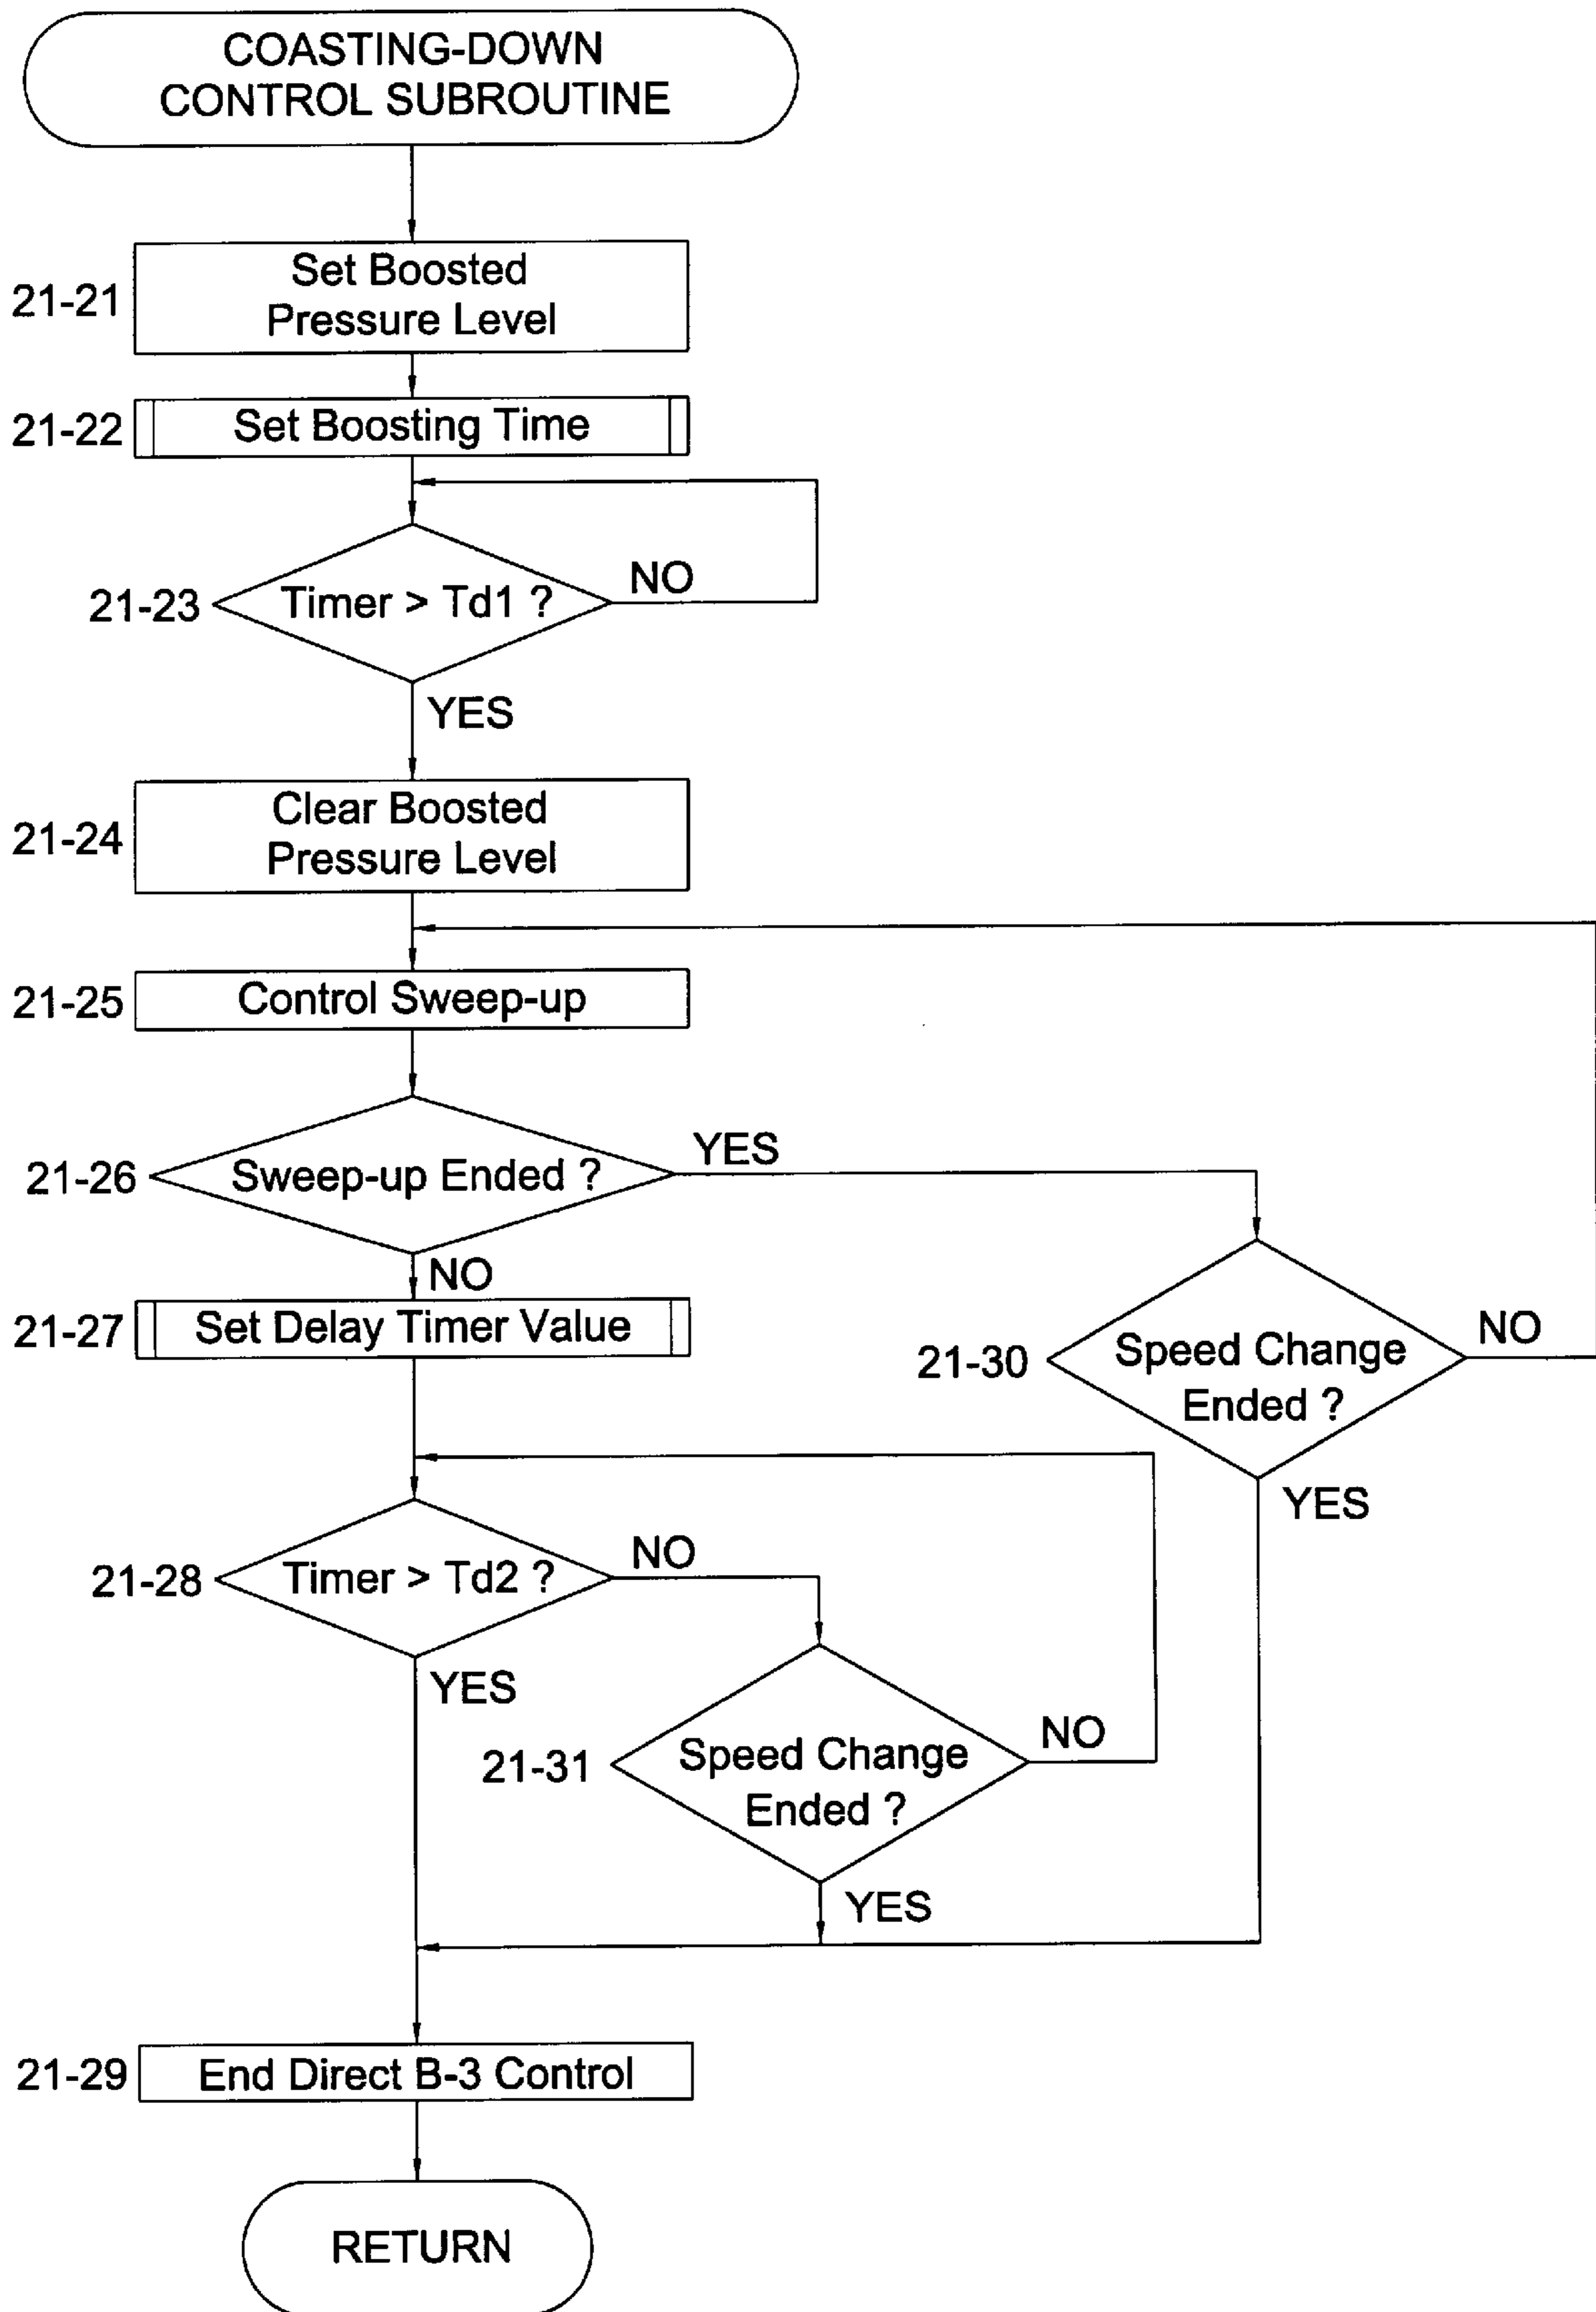 COASTING-DOWN
CONTROL SUBROUTINE
21-21
Set Boosted
Pressure Level
21-22
Set Boosting Time
21-23
Timer > Td1 ?
NO
YES
21-24
Clear Boosted
Pressure Level
21-25
Control Sweep-up
21-26
Sweep-up Ended ?
YES
NO
21-27
Set Delay Timer Value
21-30
Speed Change
Ended ?
NO
YES
21-28
Timer > Td2 ?
NO
YES
21-31
Speed Change
Ended ?
NO
YES
21-29
End Direct B-3 Control
RETURN